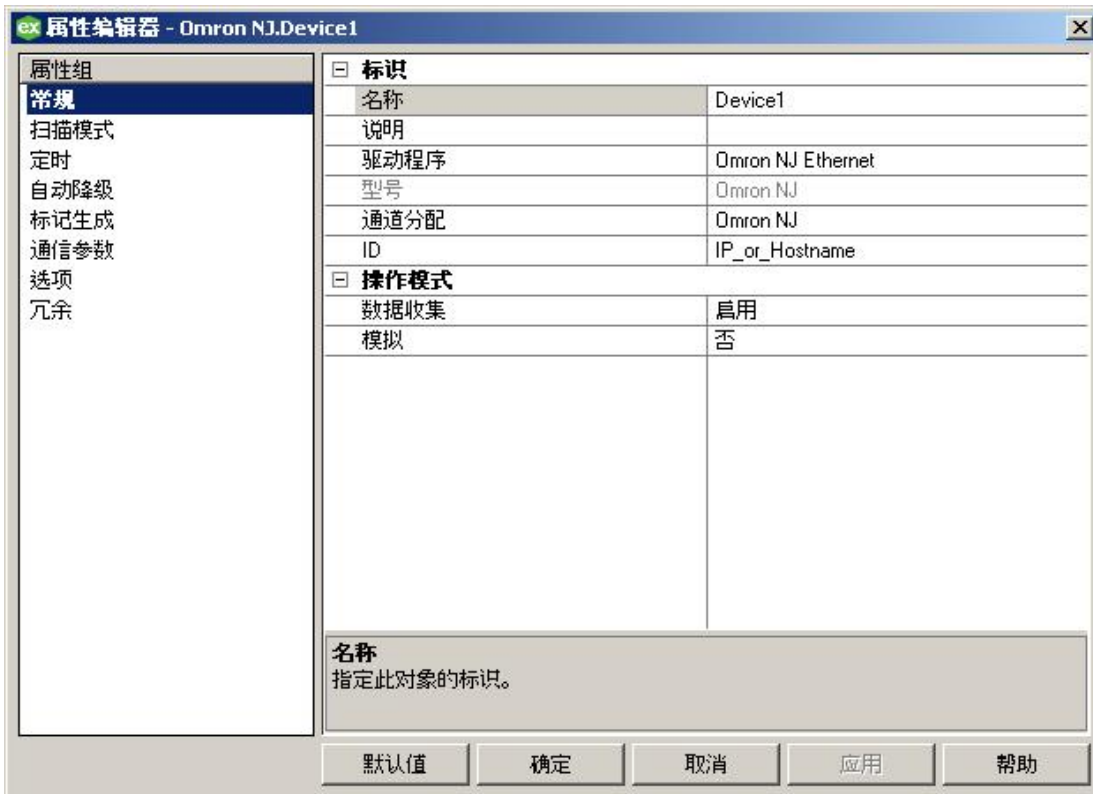 ex 属性编辑器 - Omron NJ.Device1
属性组
常规
扫描模式
定时
自动降级
标记生成
通信参数
选项
冗余
标识
名称 Device1
说明
驱动程序 Omron NJ Ethernet
型号 Omron NJ
通道分配 Omron NJ
ID IP_or_Hostname
操作模式
数据收集 启用
模拟 否
名称
指定此对象的标识。
默认值 确定 取消 应用 帮助